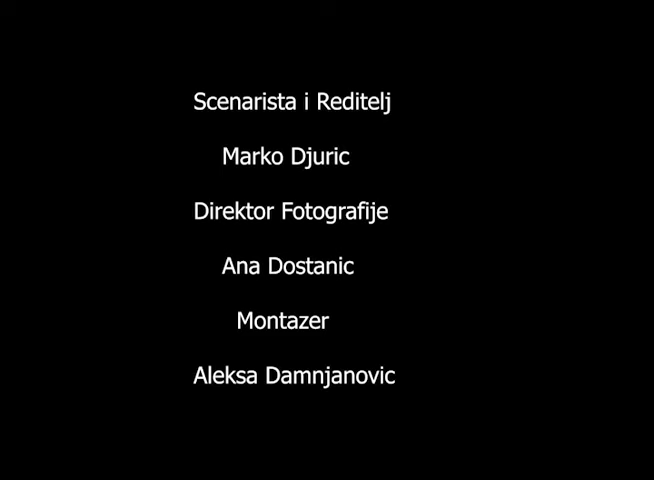 Scenarista i Reditelj
Marko Djuric
Direktor Fotografije
Ana Dostanic
Montazer
Aleksa Damnjanovic